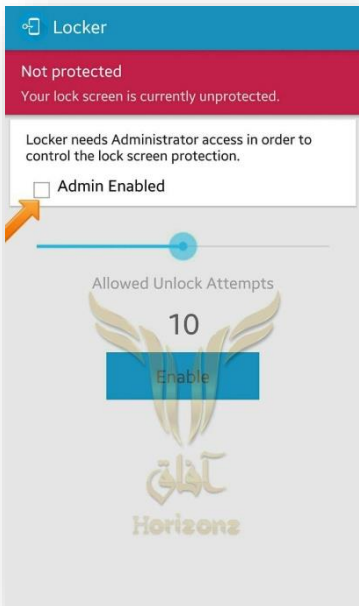 Locker
Not protected
Your lock screen is currently unprotected.
Locker needs Administrator access in order to
control the lock screen protection.
Admin Enabled
Allowed Unlock Attempts
10
Enable
آفاق
Horizons